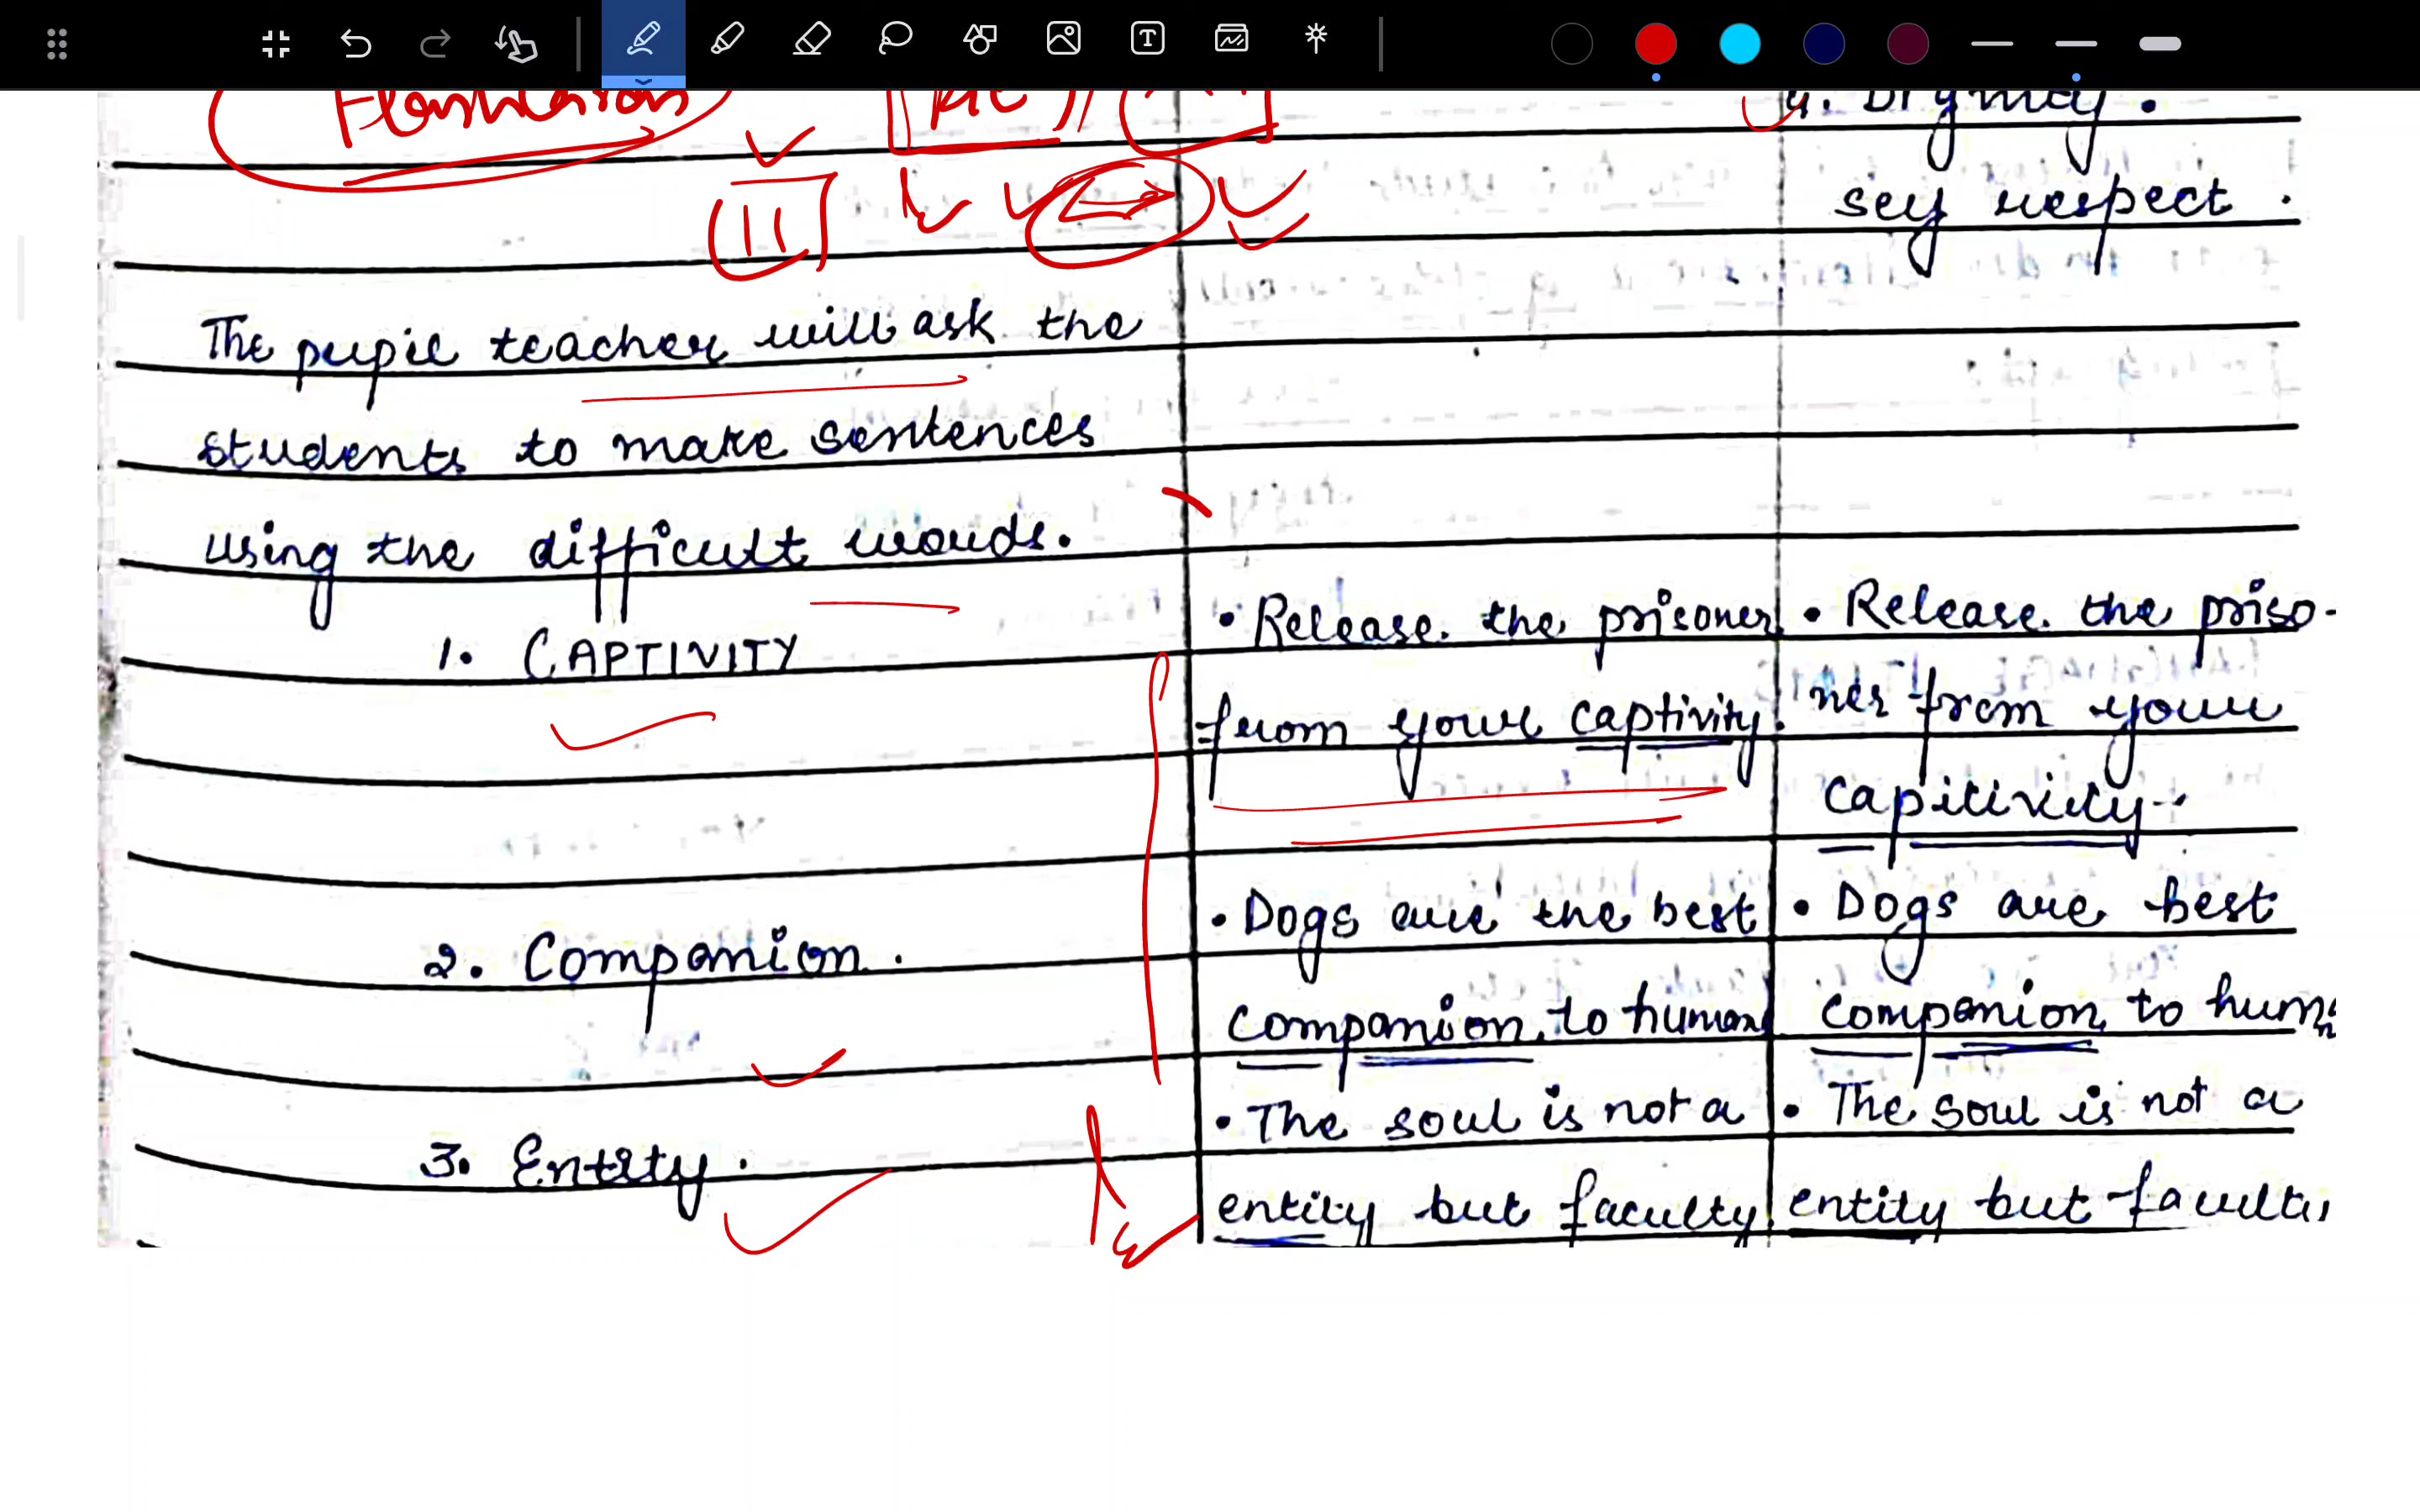 4. Dignity.
sey respect.
The pupil teacher will ask the
students to make sentences
using the difficult words.
1. CAPTIVITY
• Release the prisoner
from your captivity.
• Release the priso-
ner from your
capitivity.
2. Companion.
• Dogs are the best
companion to human
• Dogs are best
companion to human
3. Entity.
• The soul is not a
entity but faculty.
• The soul is not a
entity but faculty